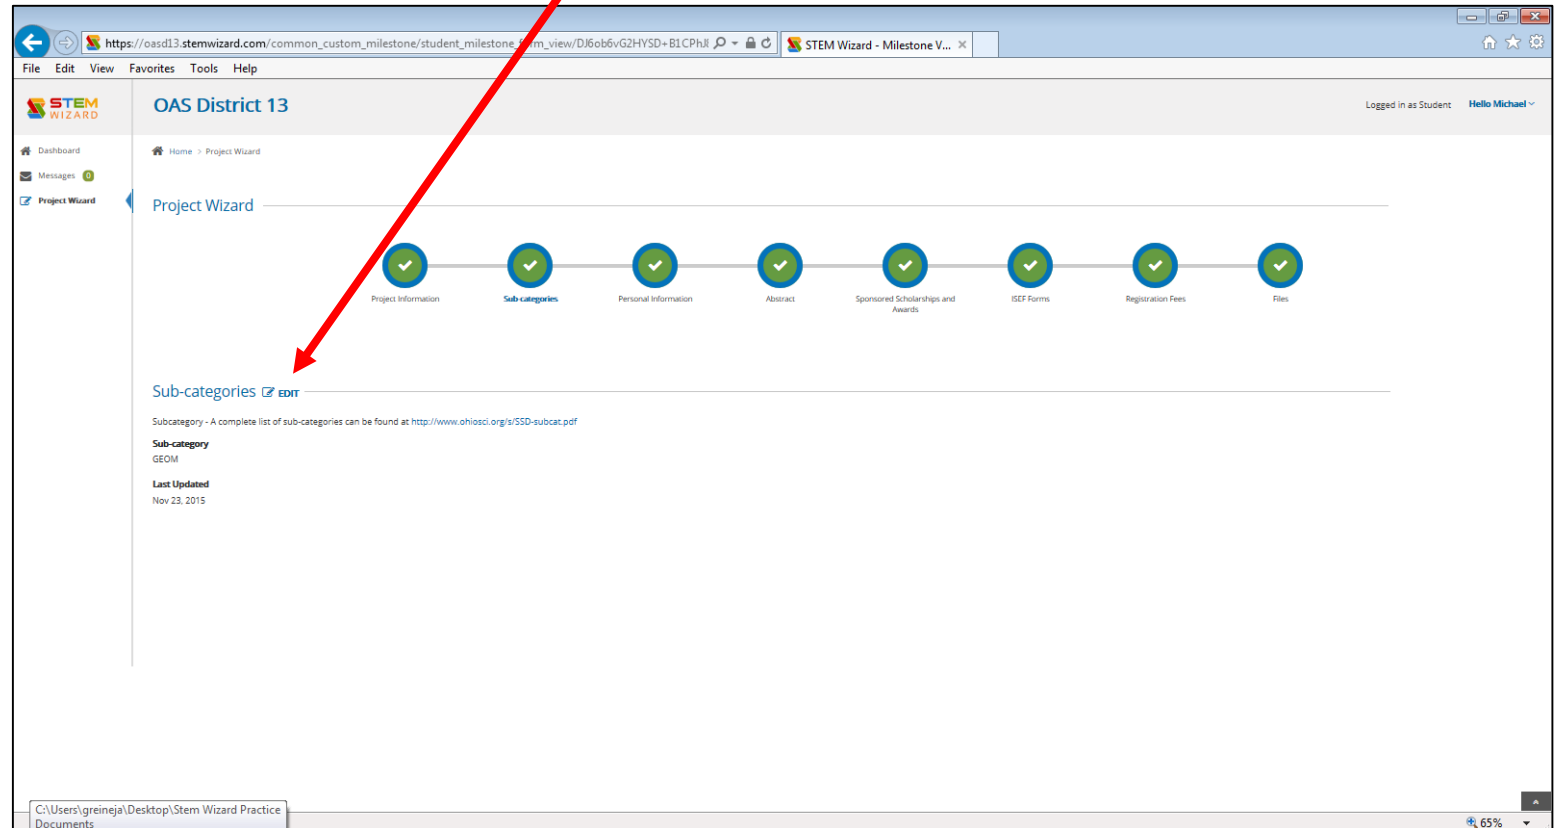 https://oasd13.stemwizard.com/common_custom_milestone/student_milestone_ rm_view/DJ6ob6vG2HYSD+B1CPhJl
STEM Wizard - Milestone V...
File Edit View Favorites Tools Help
STEM
WIZARD
OAS District 13
Logged in as Student Hello Michael
Dashboard
Home > Project Wizard
Messages 0
Project Wizard
Project Wizard
Project Information
Sub-categories
Personal Information
Abstract
Sponsored Scholarships and
Awards
ISEF Forms
Registration Fees
Files
Sub-categories EDIT
Subcategory - A complete list of sub-categories can be found at http://www.ohiosci.org/s/SSD-subcat.pdf
Sub-category
GEOM
Last Updated
Nov 23, 2015
C:\Users\greineja\Desktop\Stem Wizard Practice
Documents
65%